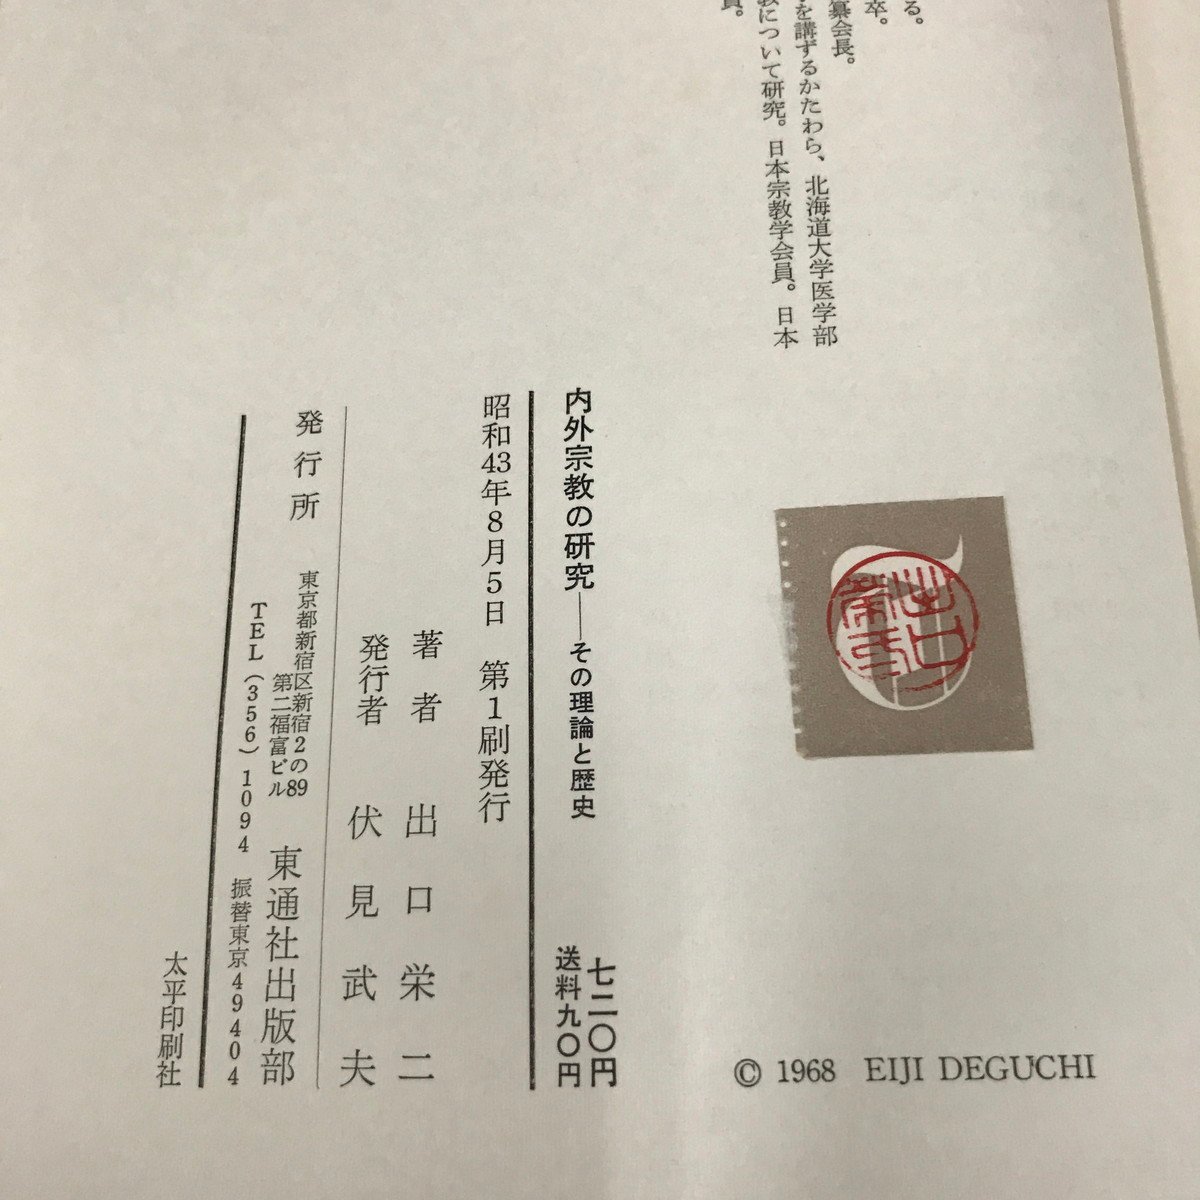 る。
卒。
纂会長。
を講ずるかたわら、北海道大学医学部
教について研究。日本宗教学会員。日本
員。
内外宗教の研究――その理論と歴史
七二〇円
送料九〇円
昭和43年8月5日 第1刷発行
著者 出口栄二
発行者 伏見武夫
発行所
東京都新宿区新宿2の89
第二福富ビル
東通社出版部
TEL(356)1094 振替東京49404
太平印刷社
© 1968 EIJI DEGUCHI